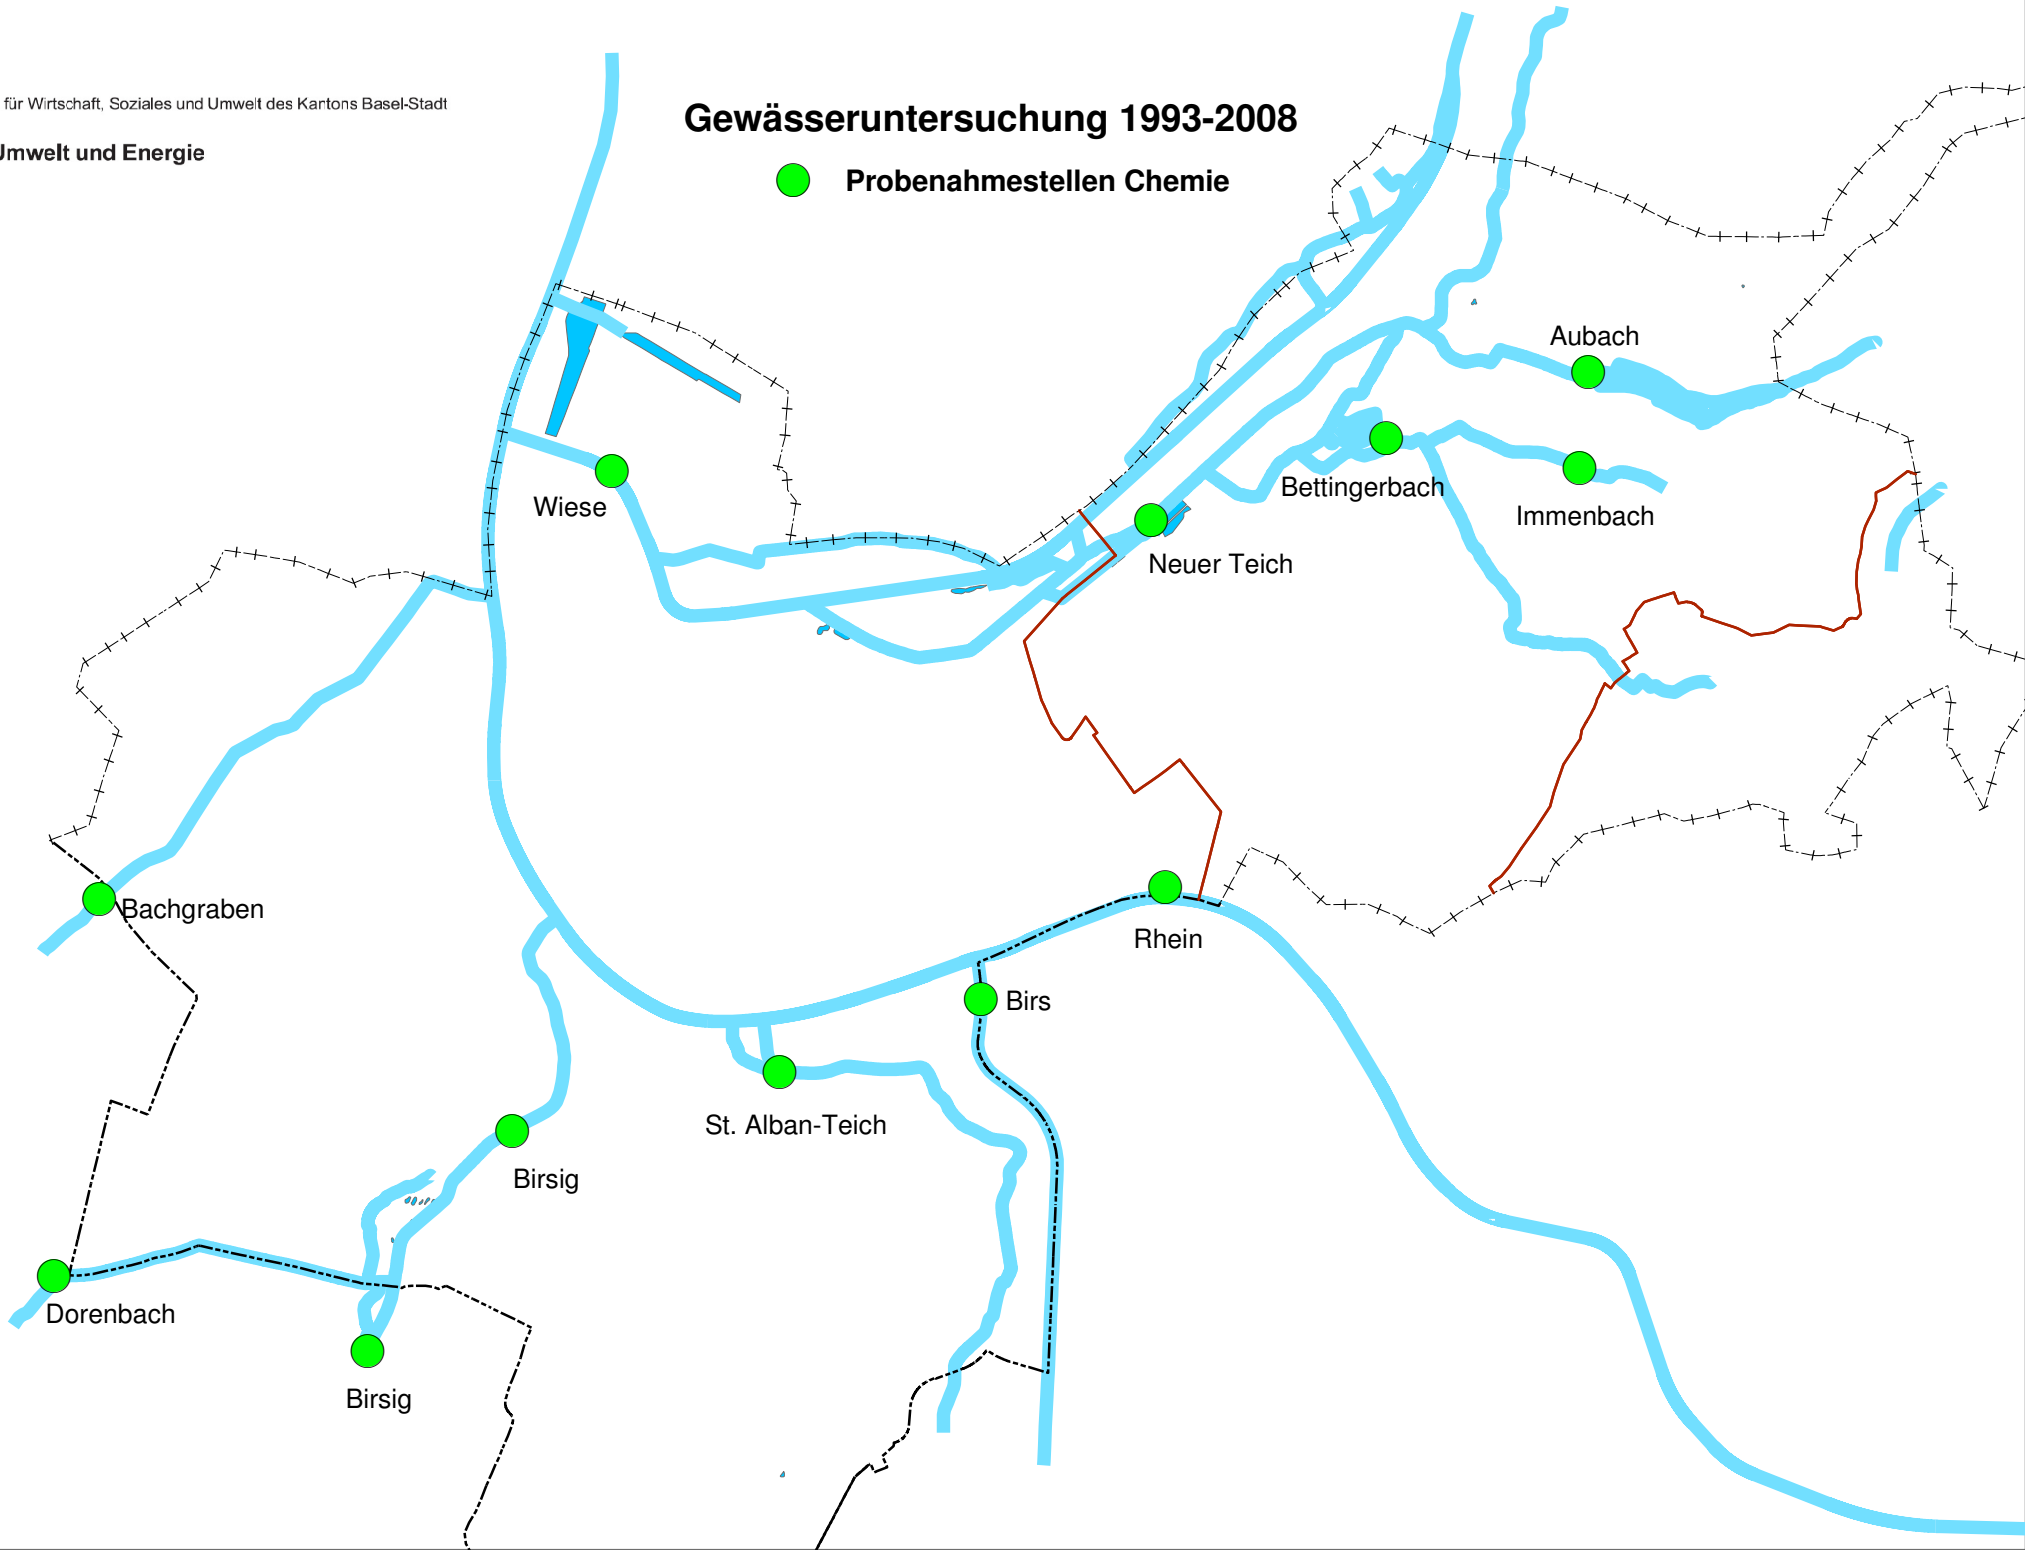 für Wirtschaft, Soziales und Umwelt des Kantons Basel-Stadt
Umwelt und Energie
Gewässeruntersuchung 1993-2008
Probenahmestellen Chemie
Aubach
Bettingerbach
Wiese
Immenbach
Neuer Teich
Bachgraben
Rhein
Birs
St. Alban-Teich
Birsig
Dorenbach
Birsig